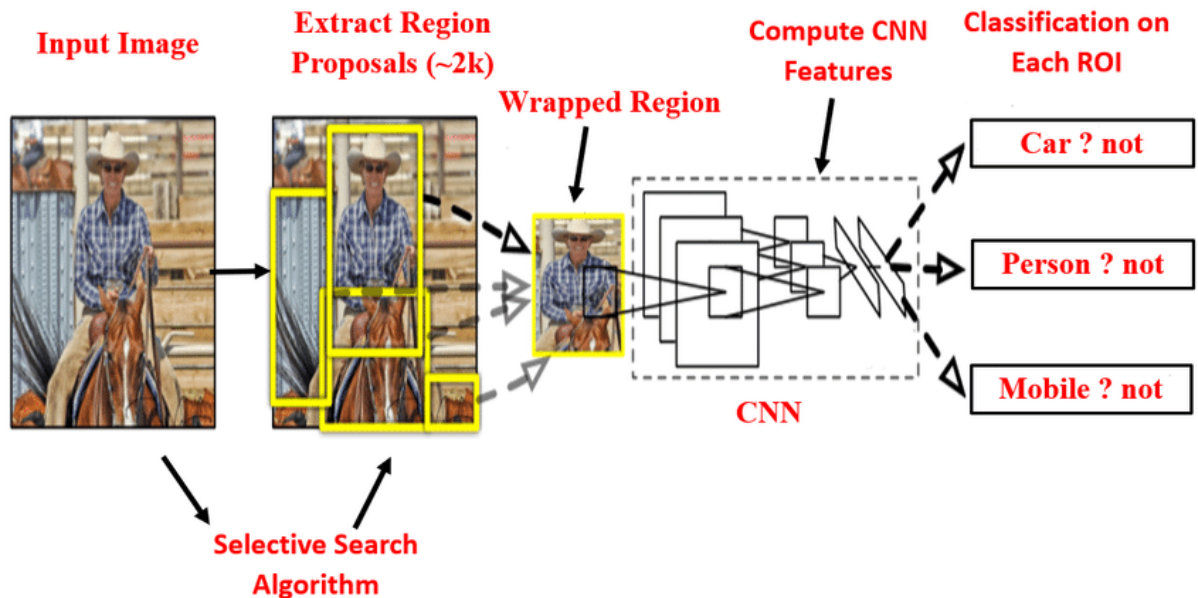 Input Image
Extract Region
Proposals (~2k)
Wrapped Region
Compute CNN
Features
Classification on
Each ROI
Car ? not
Person ? not
Mobile ? not
CNN
Selective Search
Algorithm